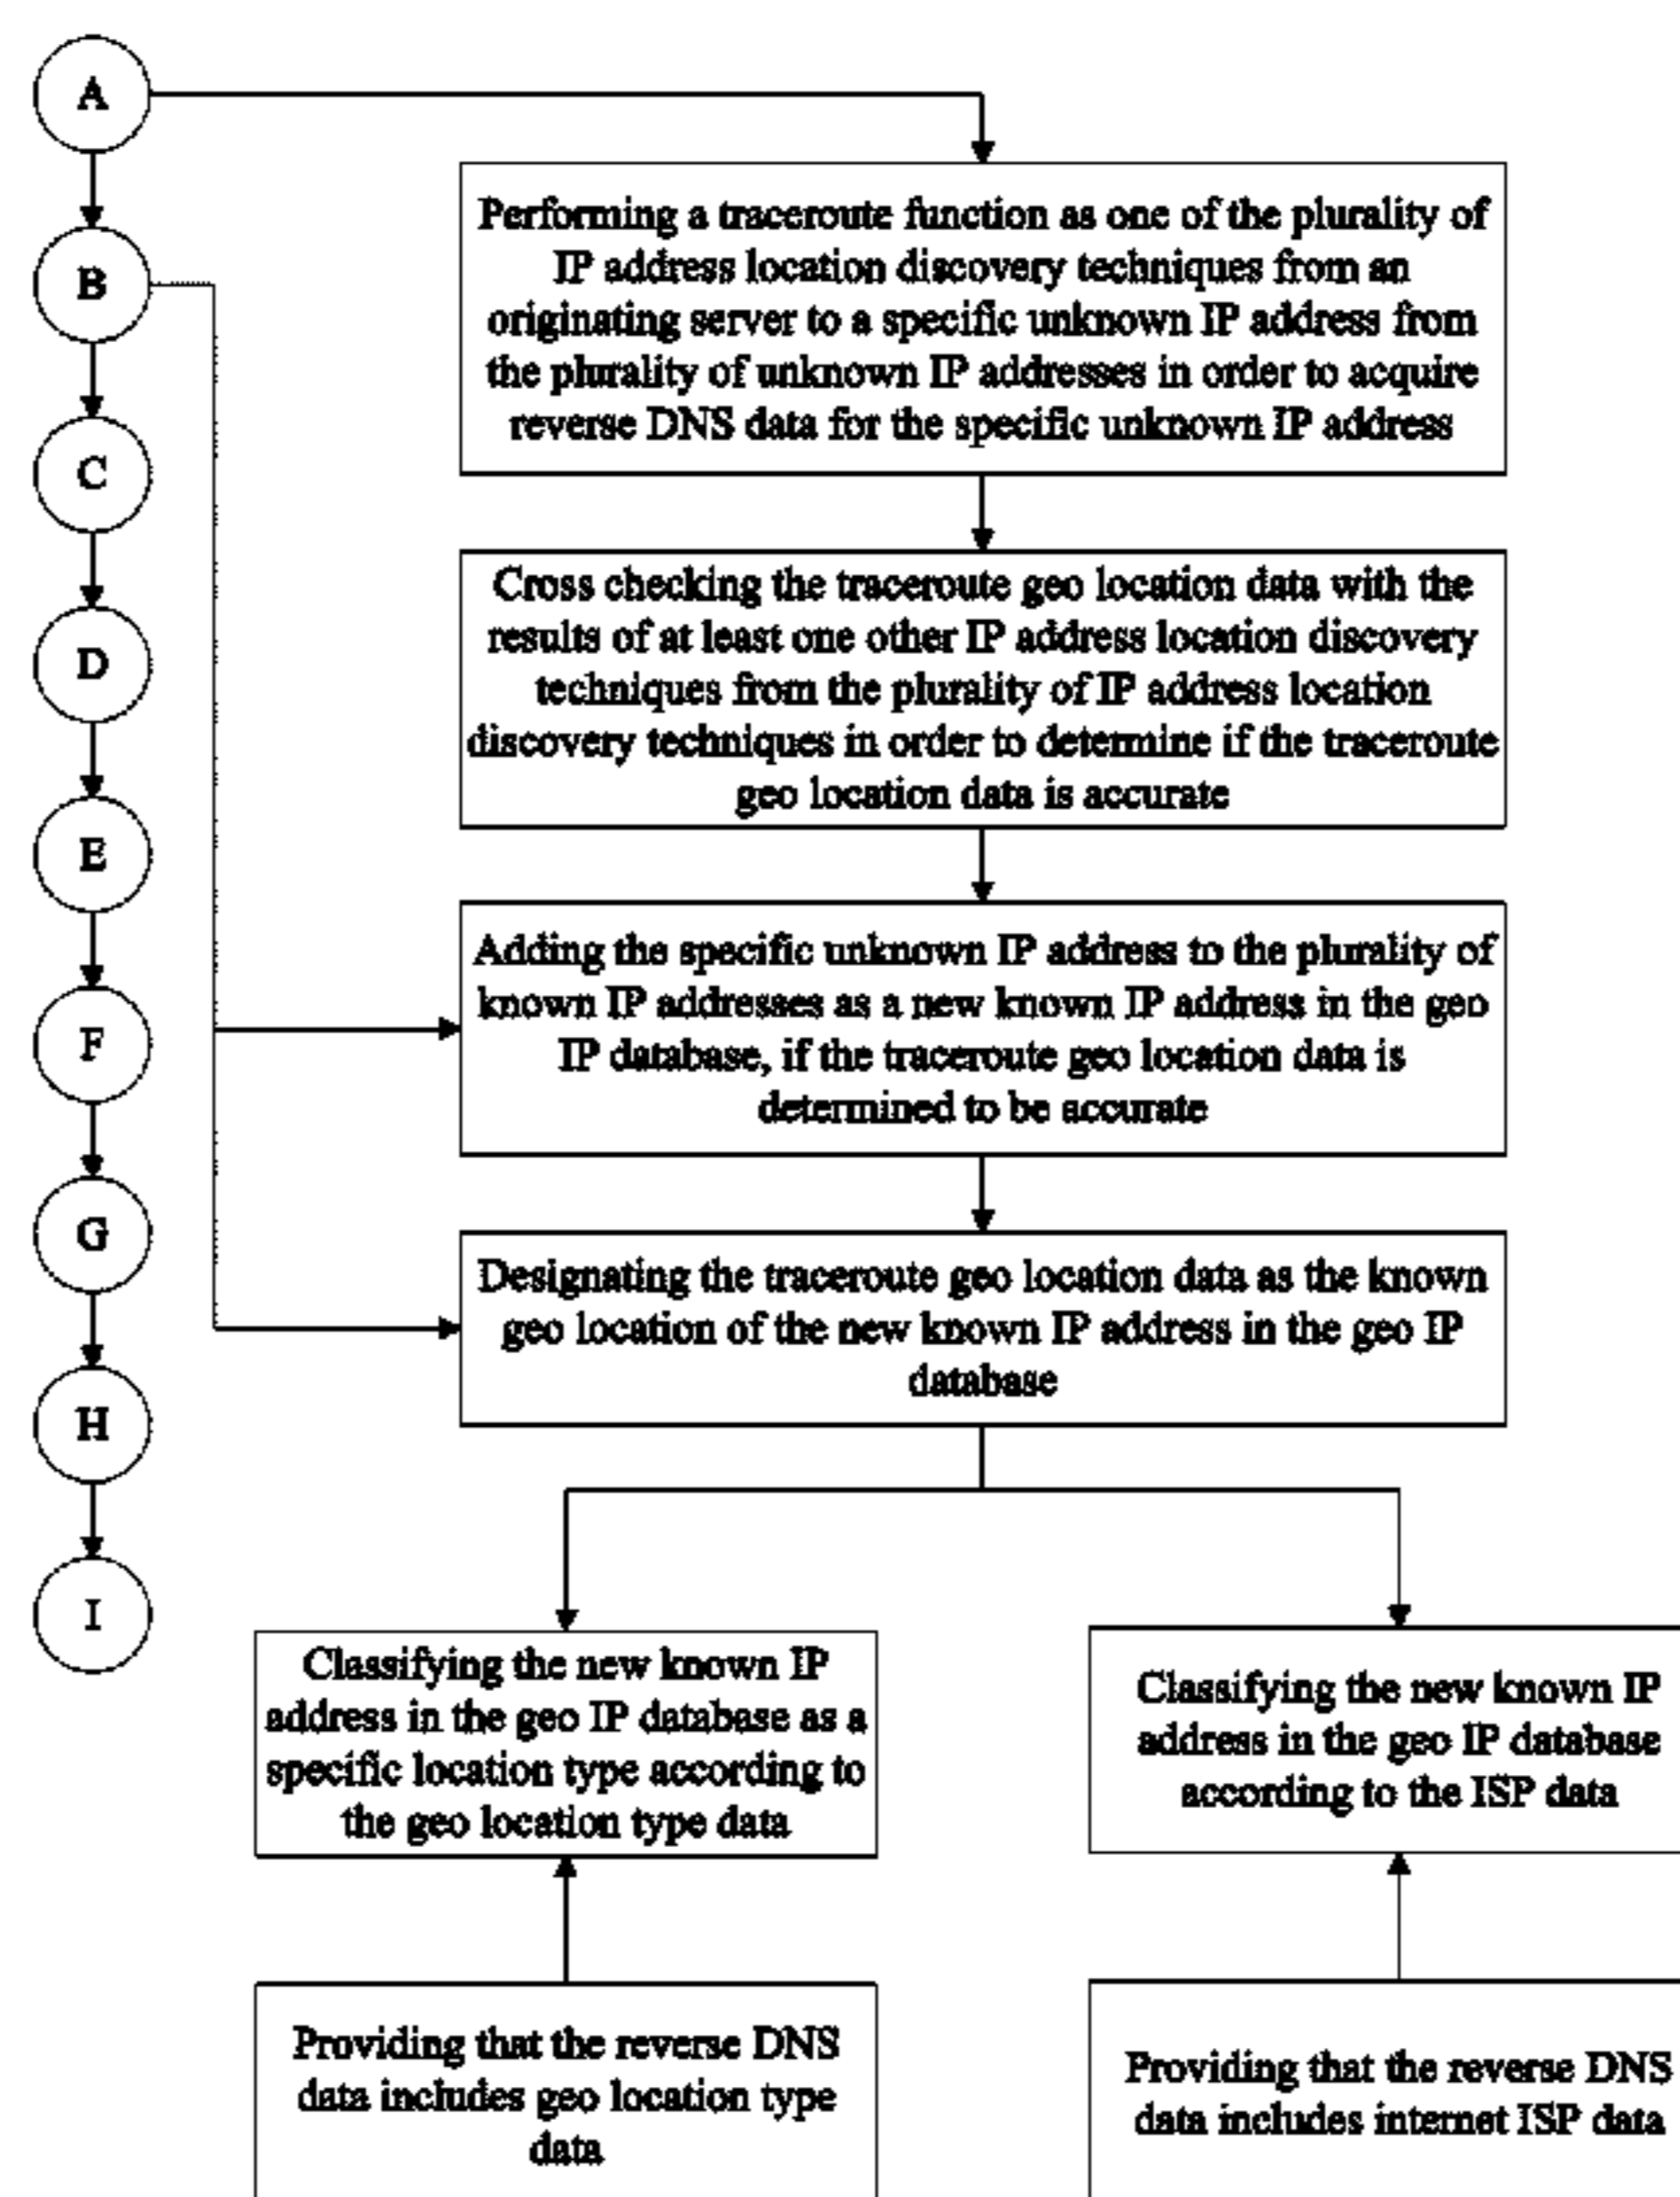 A
B
C
D
E
F
G
H
I
Performing a traceroute function as one of the plurality of
IP address location discovery techniques from an
originating server to a specific unknown IP address from
the plurality of unknown IP addresses in order to acquire
reverse DNS data for the specific unknown IP address
Cross checking the traceroute geo location data with the
results of at least one other IP address location discovery
techniques from the plurality of IP address location
discovery techniques in order to determine if the traceroute
geo location data is accurate
Adding the specific unknown IP address to the plurality of
known IP addresses as a new known IP address in the geo
IP database, if the traceroute geo location data is
determined to be accurate
Designating the traceroute geo location data as the known
geo location of the new known IP address in the geo IP
database
Classifying the new known IP
address in the geo IP database as a
specific location type according to
the geo location type data
Classifying the new known IP
address in the geo IP database
according to the ISP data
Providing that the reverse DNS
data includes geo location type
data
Providing that the reverse DNS
data includes internet ISP data